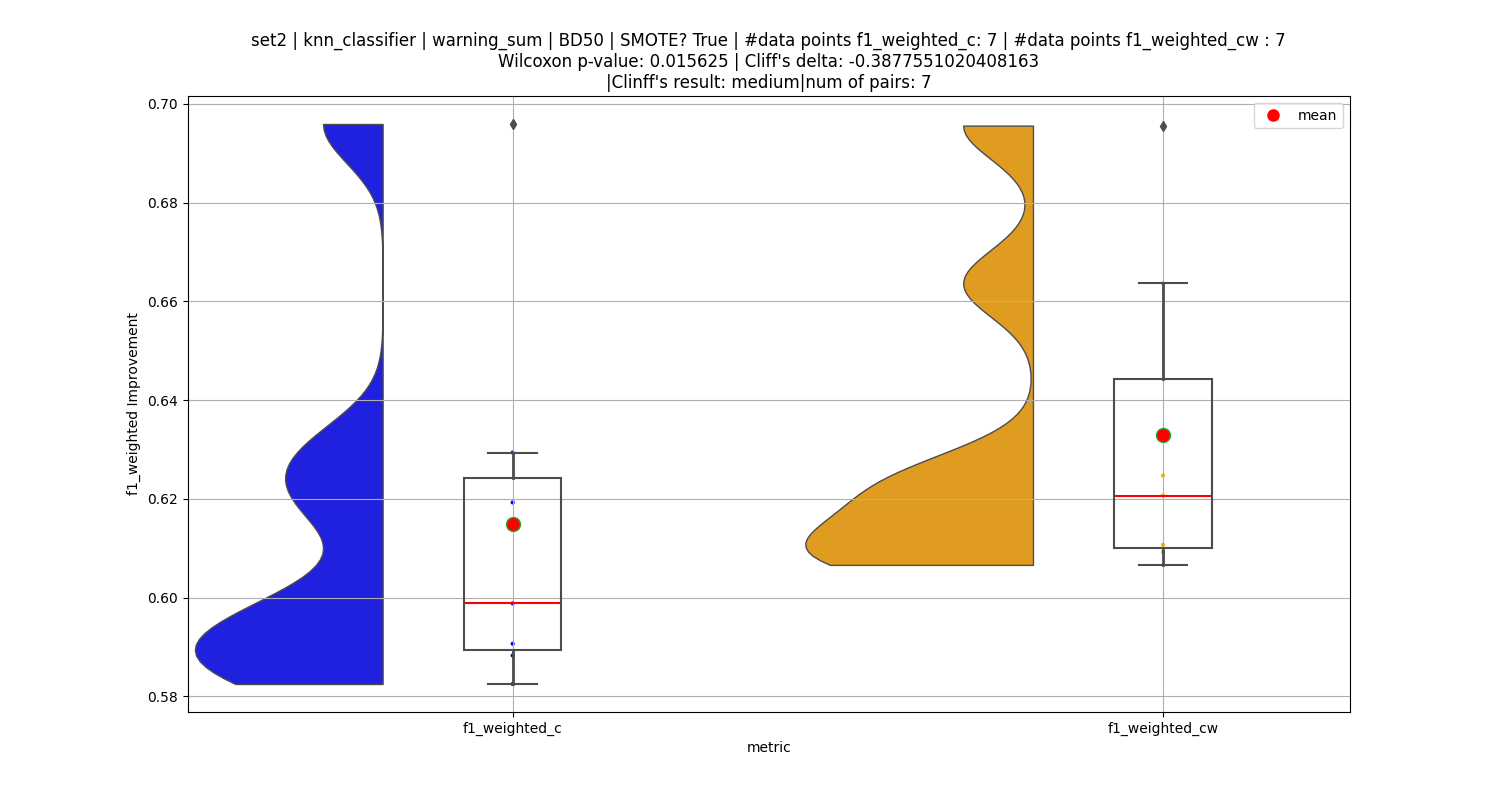 set2 | knn_classifier | warning_sum | BD50 | SMOTE? True | #data points f1_weighted_c: 7 | #data points f1_weighted_cw : 7
Wilcoxon p-value: 0.015625 | Cliff's delta: -0.3877551020408163
|Clinff's result: medium|num of pairs: 7
mean
0.70
0.68
0.66
0.64
0.62
0.60
0.58
f1_weighted Improvement
f1_weighted_c
f1_weighted_cw
metric